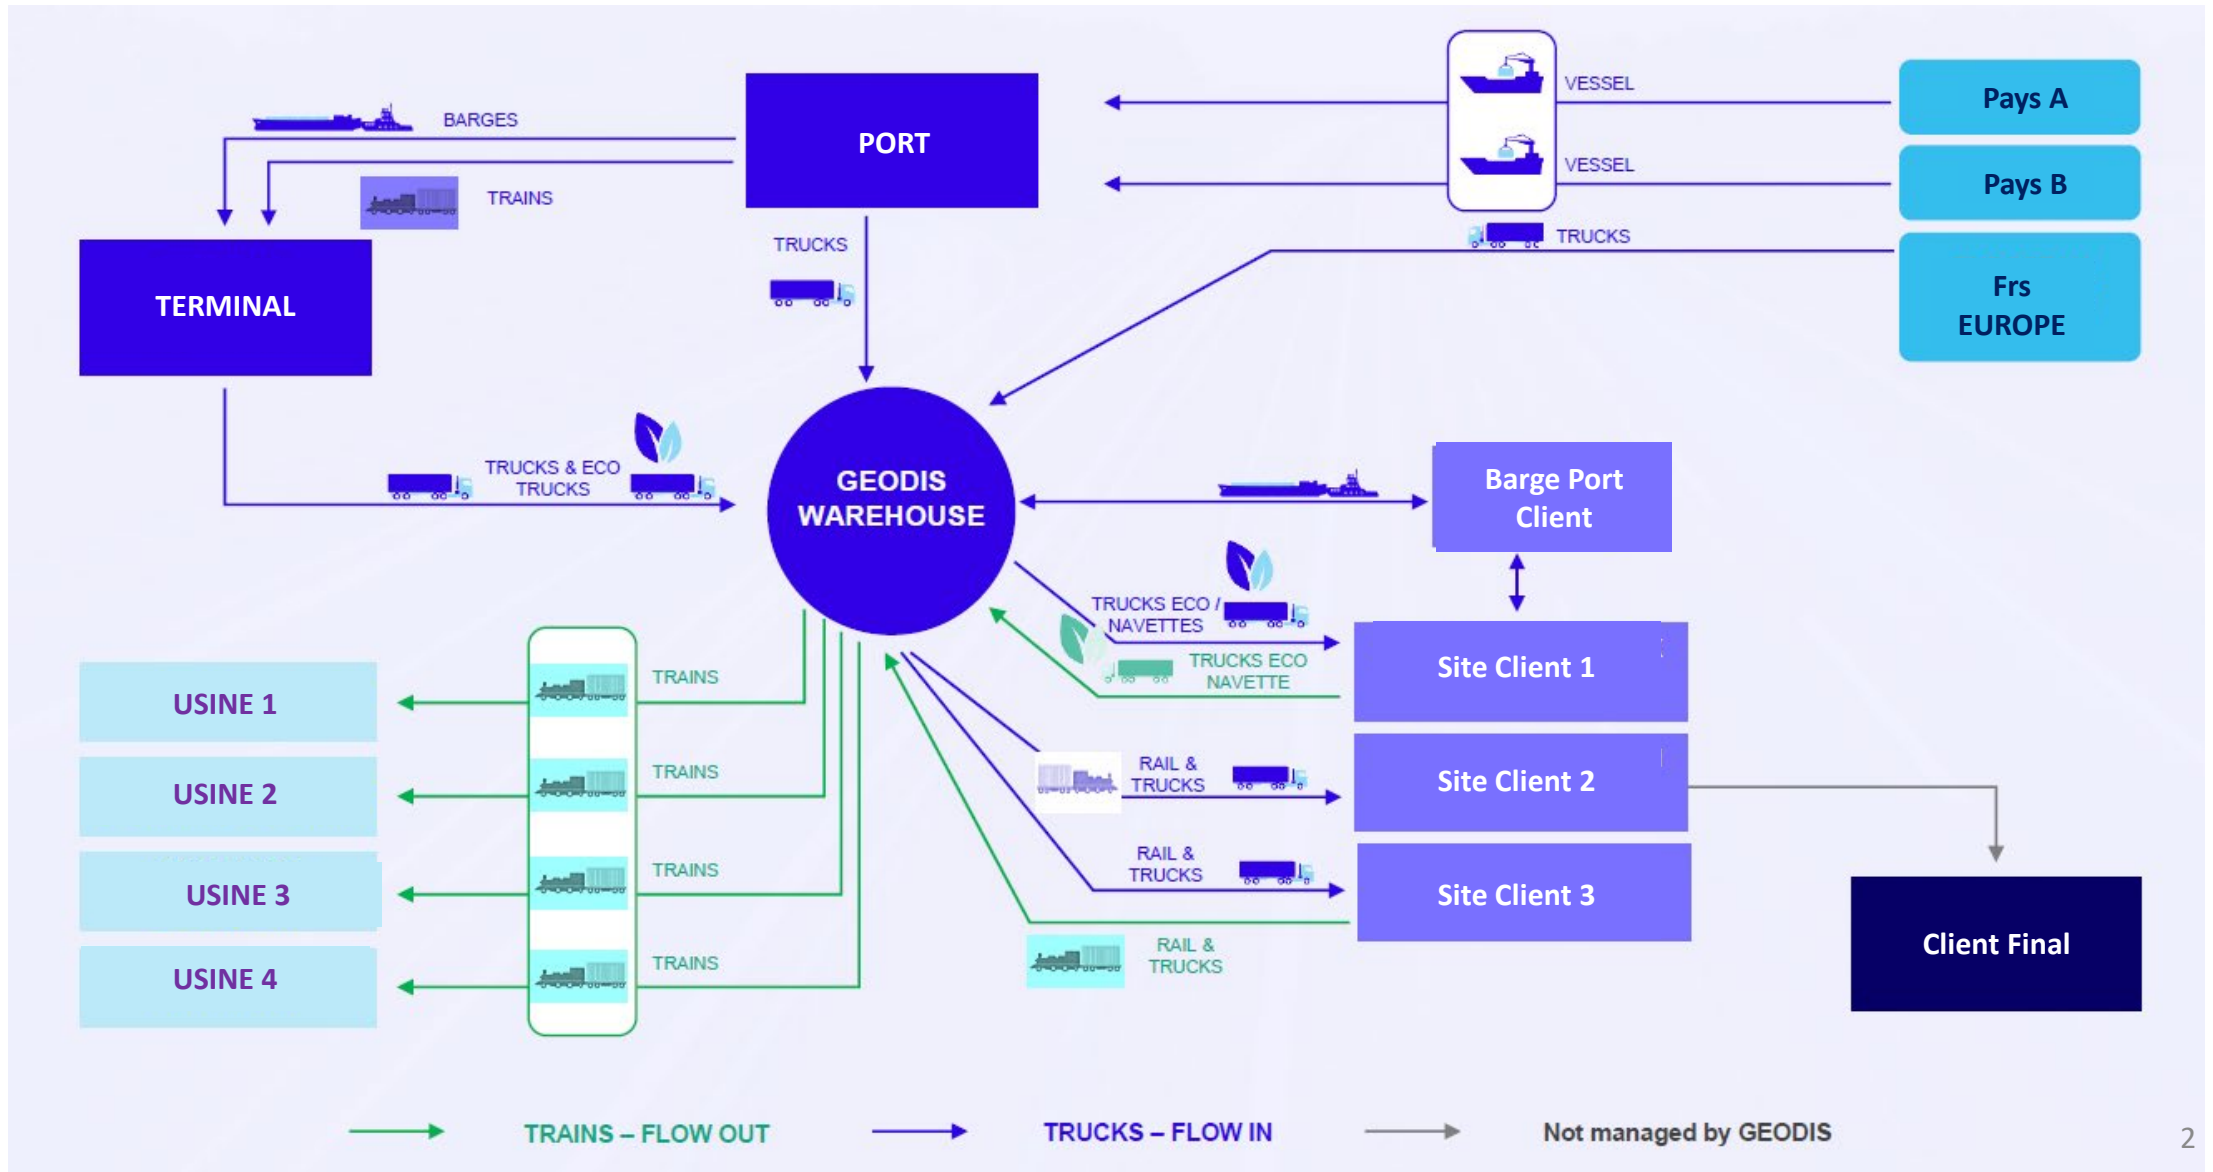 VESSEL
Pays A
BARGES
PORT
VESSEL
Pays B
TRAINS
TRUCKS
TRUCKS
Frs
EUROPE
TERMINAL
TRUCKS & ECO
TRUCKS
GEODIS
WAREHOUSE
Barge Port
Client
TRUCKS ECO /
NAVETTES
TRUCKS ECO
NAVETTE
Site Client 1
USINE 1
TRAINS
RAIL &
TRUCKS
Site Client 2
USINE 2
TRAINS
RAIL &
TRUCKS
Site Client 3
USINE 3
TRAINS
RAIL &
TRUCKS
Client Final
USINE 4
TRAINS
TRAINS – FLOW OUT
TRUCKS – FLOW IN
Not managed by GEODIS
2